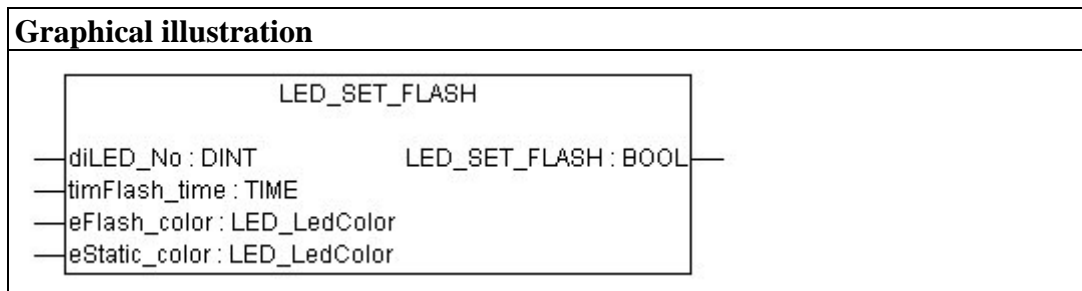 Graphical illustration
LED_SET_FLASH
diLED_No : DINT LED_SET_FLASH : BOOL
timFlash_time : TIME
eFlash_color : LED_LedColor
eStatic_color : LED_LedColor